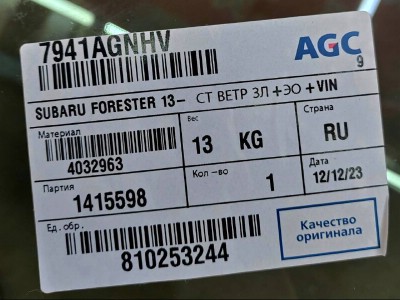 7941AGNHV
AGC
9
SUBARU FORESTER 13- СТ ВЕТР ЗЛ +ЭО +VIN
Материал
4032963
Вес
13 KG
Страна
RU
Партия
1415598
Кол-во
1
Дата
12/12/23
Ед. обр.
810253244
Качество
оригинала